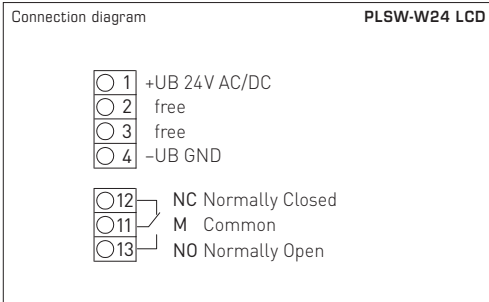 Connection diagram PLSW-W24 LCD
1 +UB 24V AC/DC
2 free
3 free
4 –UB GND
12 NC Normally Closed
11 M Common
13 NO Normally Open